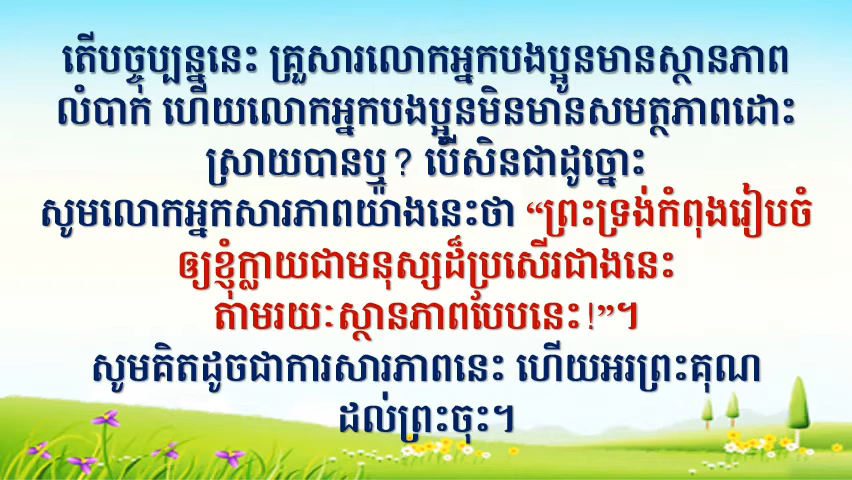 តើបច្ចុប្បន្ននេះ គ្រួសារលោកអ្នកបងប្អូនមានស្ថានភាព
លំបាក ហើយលោកអ្នកបងប្អូនមិនមានសមត្ថភាពដោះ
ស្រាយបានឬ? បើសិនជាដូច្នោះ
សូមលោកអ្នកសារភាពយ៉ាងនេះថា “ព្រះទ្រង់កំពុងរៀបចំ
ឲ្យខ្ញុំក្លាយជាមនុស្សដ៏ប្រសើរជាងនេះ
តាមរយៈស្ថានភាពបែបនេះ!”។
សូមគិតដូចជាការសារភាពនេះ ហើយអរព្រះគុណ
ដល់ព្រះចុះ។